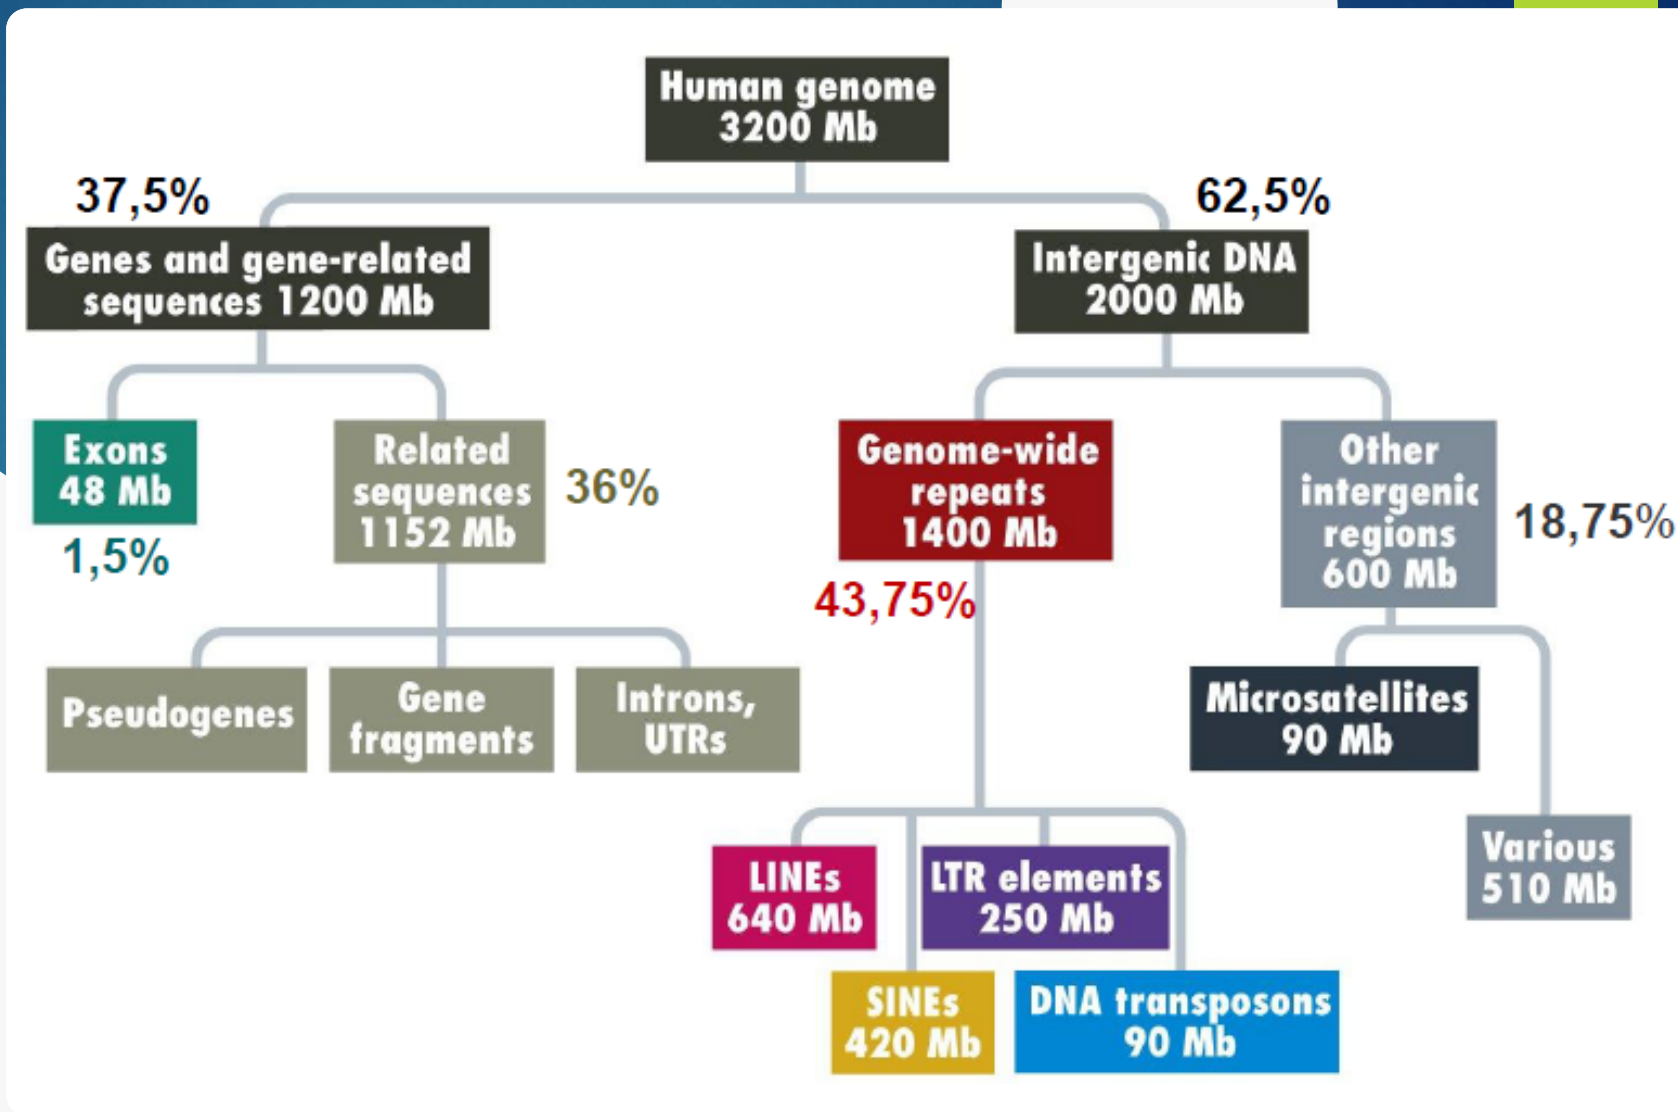 Human genome
3200 Mb
37,5%
62,5%
Genes and gene-related
sequences 1200 Mb
Intergenic DNA
2000 Mb
Exons
48 Mb
1,5%
Related
sequences
1152 Mb
36%
Genome-wide
repeats
1400 Mb
43,75%
Other
intergenic
regions
600 Mb
18,75%
Pseudogenes
Gene
fragments
Introns,
UTRs
Microsatellites
90 Mb
Various
510 Mb
LINEs
640 Mb
LTR elements
250 Mb
SINEs
420 Mb
DNA transposons
90 Mb